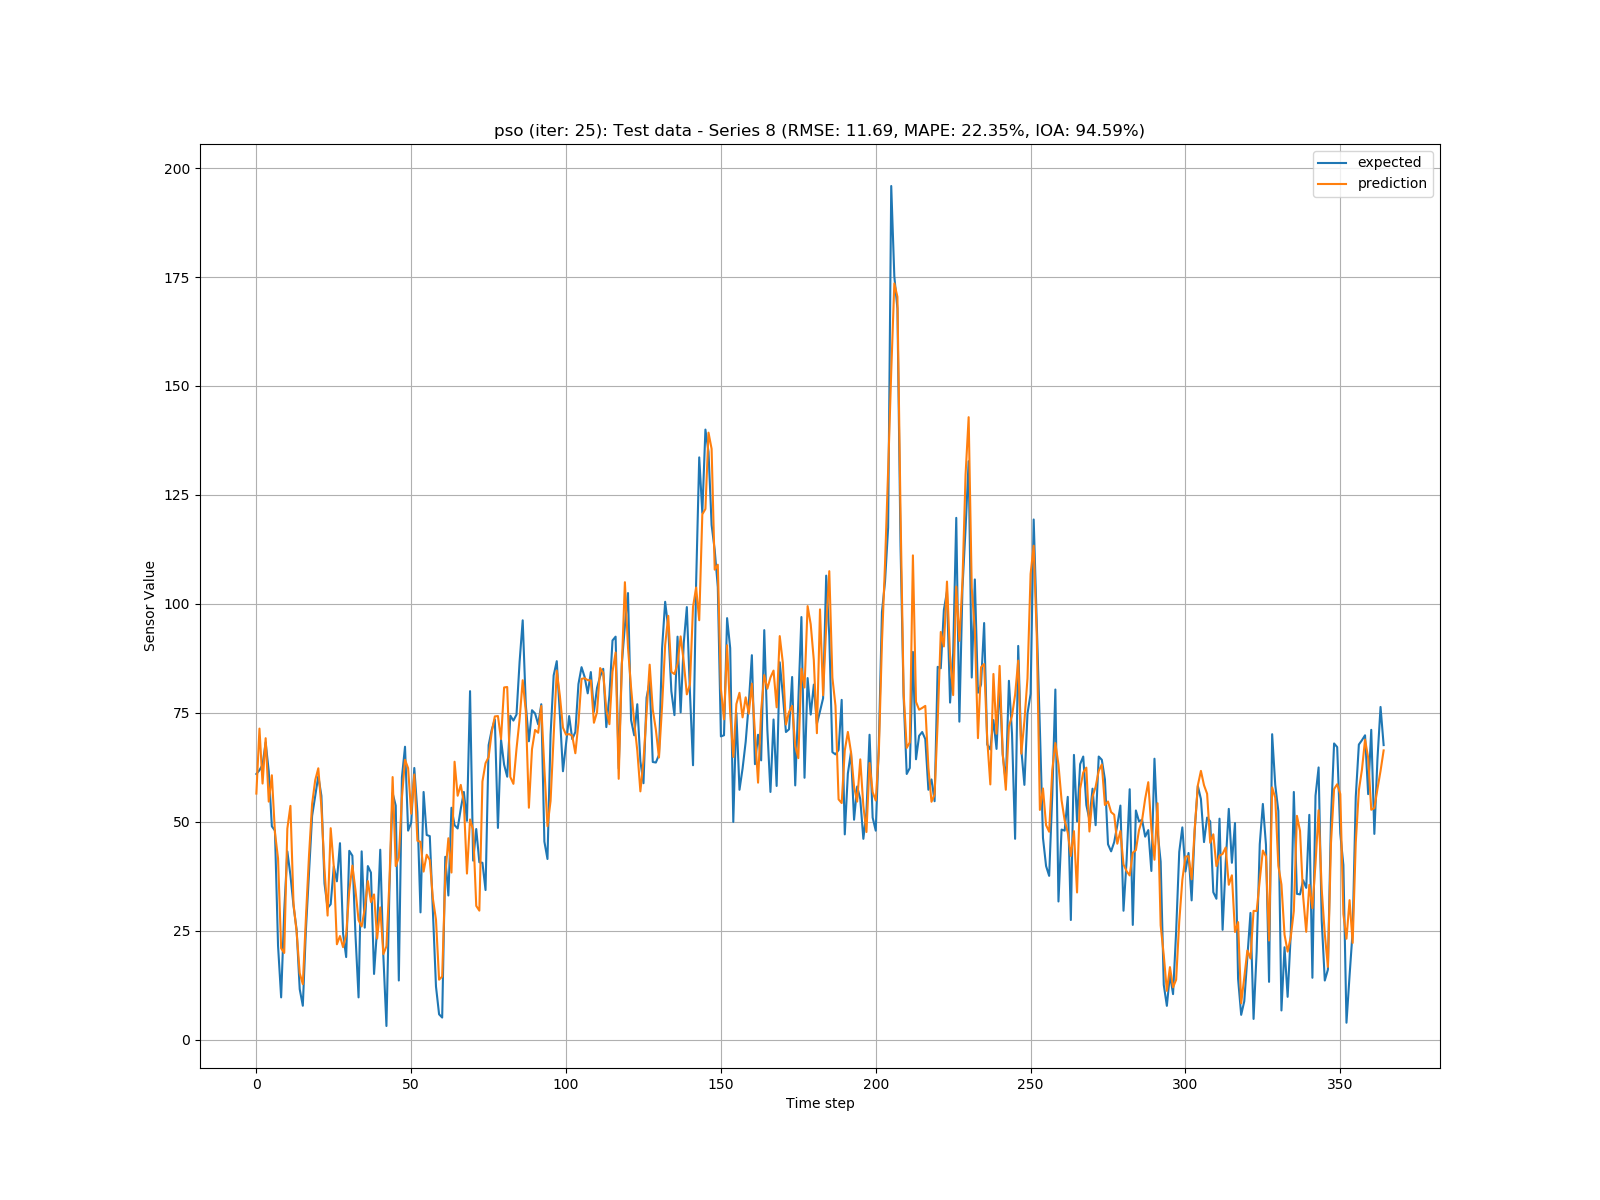 pso (iter: 25): Test data - Series 8 (RMSE: 11.69, MAPE: 22.35%, IOA: 94.59%)
expected
prediction
200
175
150
125
100
75
50
25
0
Sensor Value
0 50 100 150 200 250 300 350
Time step